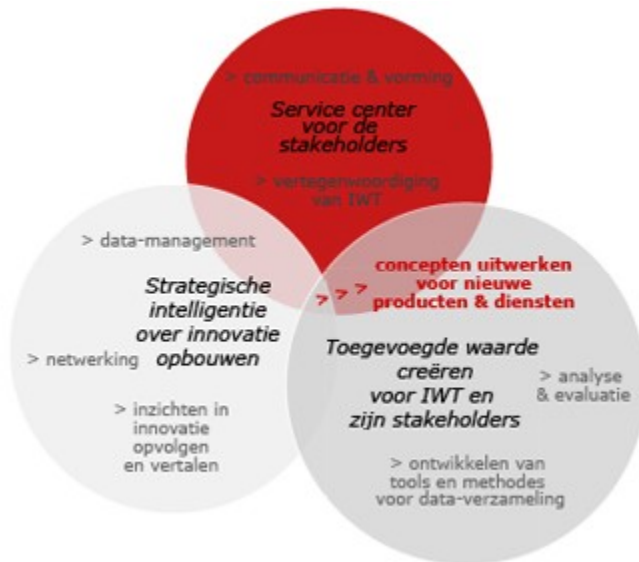 > communicatie & vorming
Service center
voor de
stakeholders
> vertegenwoordiging
van IWT
> data-management
Strategische
intelligentie
over innovatie
opbouwen
> netwerking
> inzichten in
innovatie
opvolgen
en vertalen
> > >
concepten uitwerken
voor nieuwe
producten & diensten
Toegevoegde waarde
creëren
voor IWT en
zijn stakeholders
> analyse
& evaluatie
> ontwikkelen van
tools en methodes
voor data-verzameling